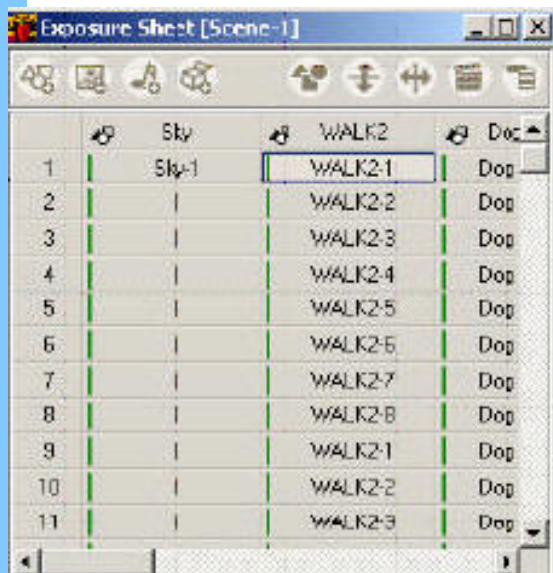 Exposure Sheet [Scene-1]
Sky WALK2 Dog
1 Sky-1 WALK2-1 Dog
2 | WALK2-2 Dog
3 | WALK2-3 Dog
4 | WALK2-4 Dog
5 | WALK2-5 Dog
6 | WALK2-6 Dog
7 | WALK2-7 Dog
8 | WALK2-8 Dog
9 | WALK2-1 Dog
10 | WALK2-2 Dog
11 | WALK2-3 Dog